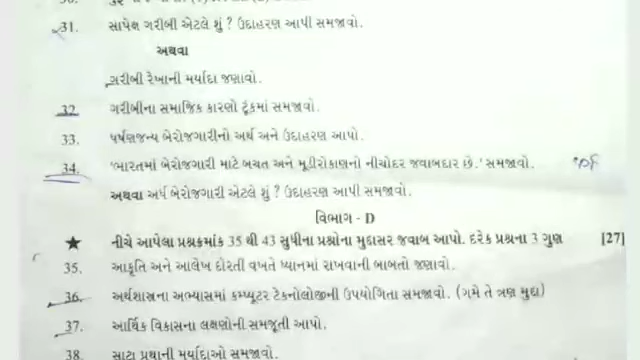 31. સાપેક્ષ ગરીબી એટલે શું ? ઉદાહરણ આપી સમજાવો.
અથવા
ગરીબી રેખાની મર્યાદા જણાવો.
32. ગરીબીના સામાજિક કારણો ટૂંકમાં સમજાવો.
33. ઘર્ષણજન્ય બેરોજગારીનો અર્થ અને ઉદાહરણ આપો.
34. 'ભારતમાં બેરોજગારી માટે બચત અને મૂડીરોકાણનો નીચોદર જવાબદાર છે.' સમજાવો.
અથવા અર્ધ બેરોજગારી એટલે શું ? ઉદાહરણ આપી સમજાવો.
વિભાગ - D
★ નીચે આપેલા પ્રશ્નક્રમાંક 35 થી 43 સુધીના પ્રશ્નોના મુદ્દાસર જવાબ આપો. દરેક પ્રશ્નના 3 ગુણ [27]
35. આકૃતિ અને આલેખ દોરતી વખતે ધ્યાનમાં રાખવાની બાબતો જણાવો.
36. અર્થશાસ્ત્રના અભ્યાસમાં કમ્પ્યૂટર ટેકનોલોજીની ઉપયોગિતા સમજાવો. (ગમે તે ત્રણ મુદ્દા)
37. આર્થિક વિકાસના લક્ષણોની સમજૂતી આપો.
38. સાટા પ્રથાની મર્યાદાઓ સમજાવો.